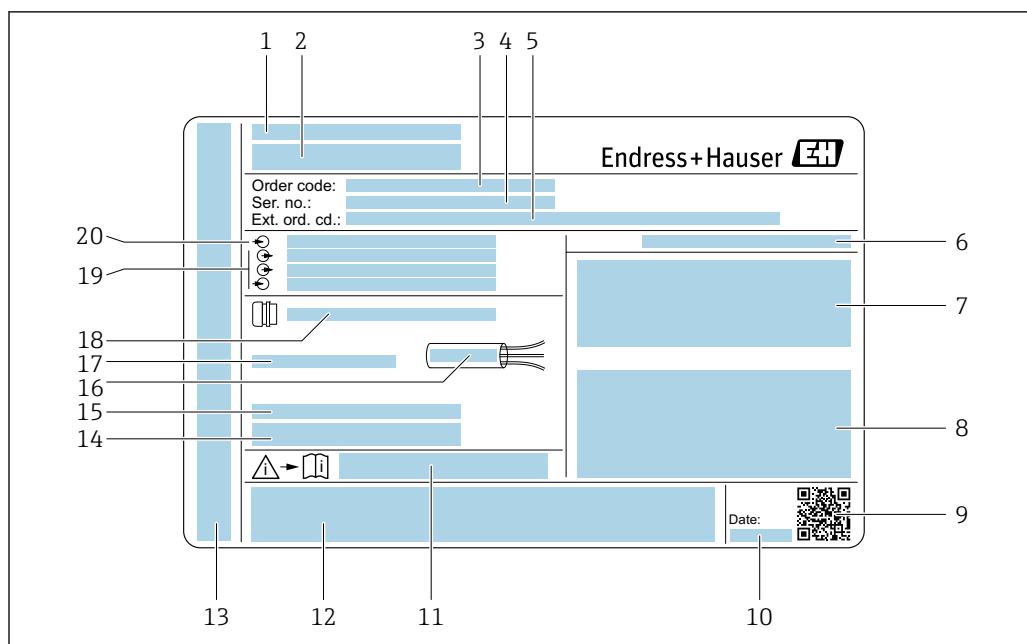 1 2 3 4 5
Endress+Hauser EH
Order code:
Ser. no.:
Ext. ord. cd.:
20
6
19
7
i
18
17
16
15
14
8
i i
Date:
9
13 12 11 10